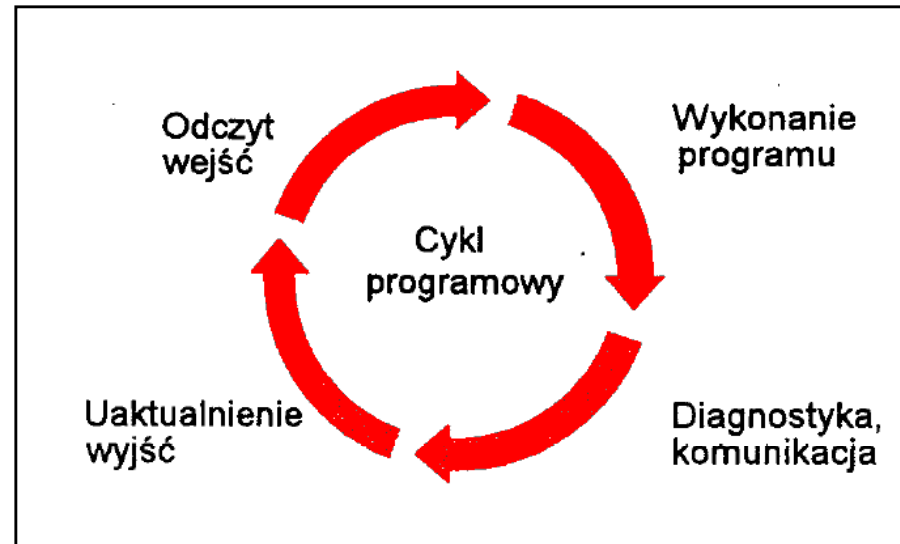 Odczyt
wejść
Wykonanie
programu
Cykl
programowy
Uaktualnienie
wyjść
Diagnostyka,
komunikacja